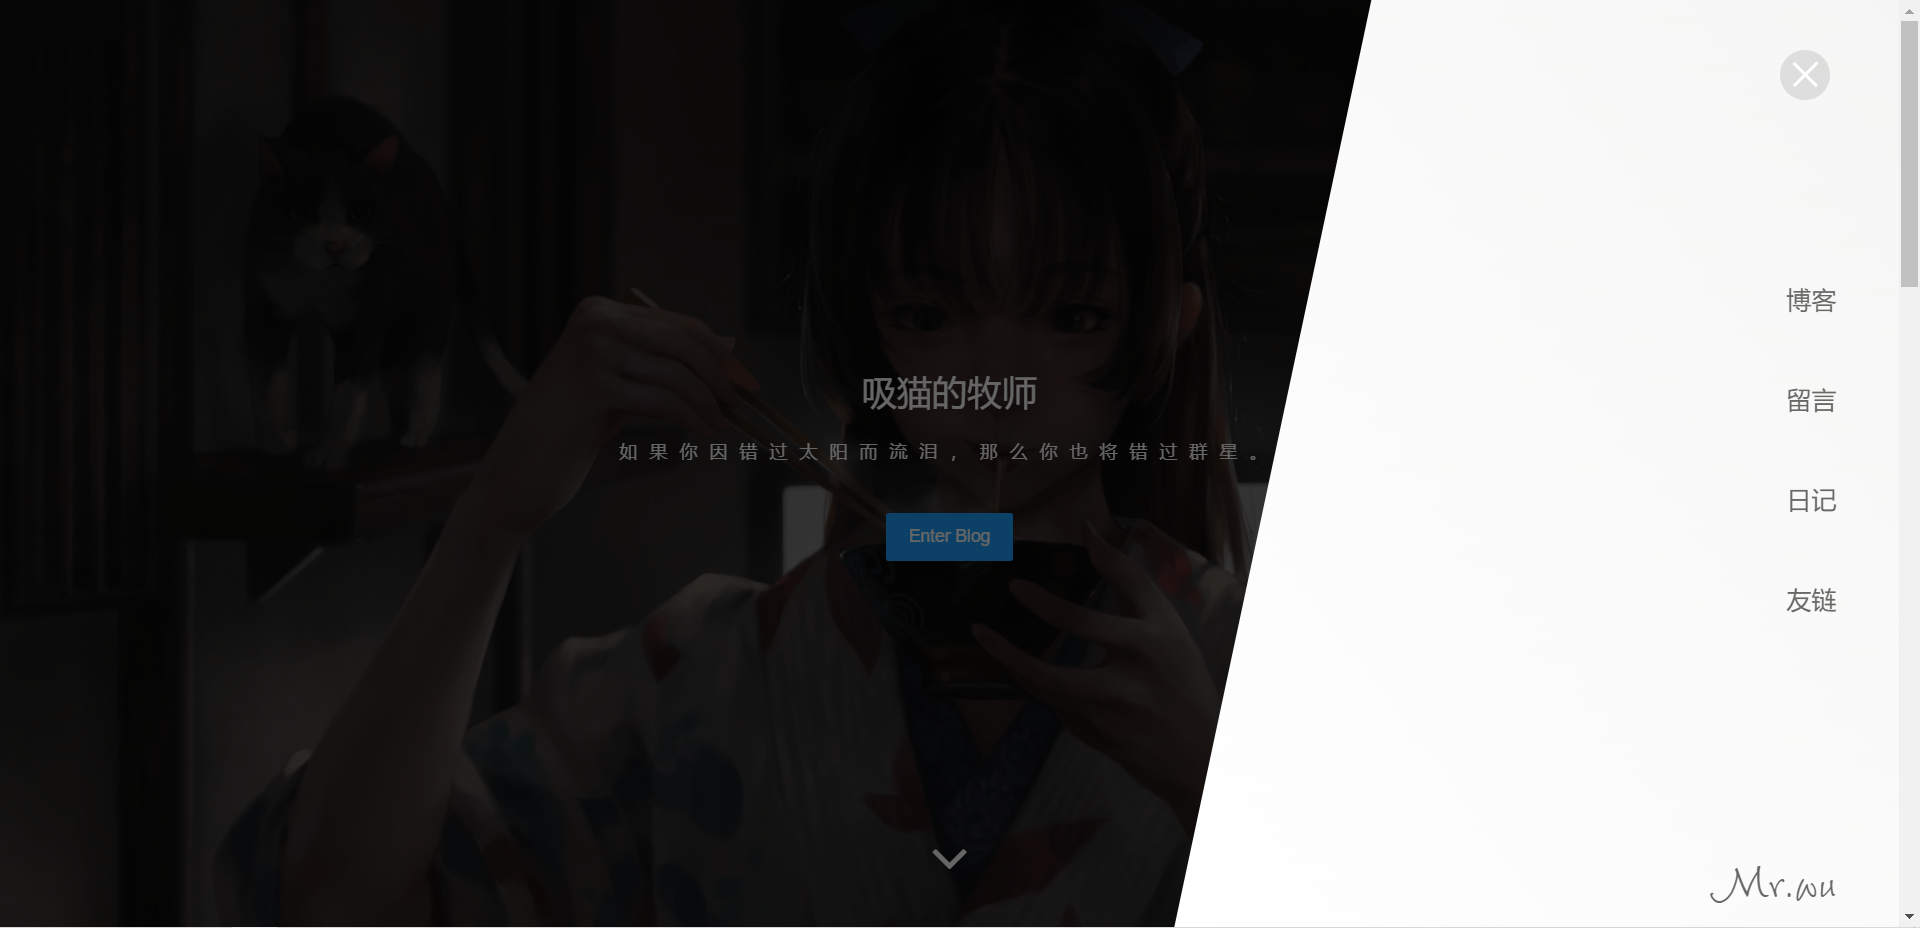 吸猫的牧师
如果你因错过太阳而流泪，那么你也将错过群星。
Enter Blog
博客
留言
日记
友链
Mr.wu